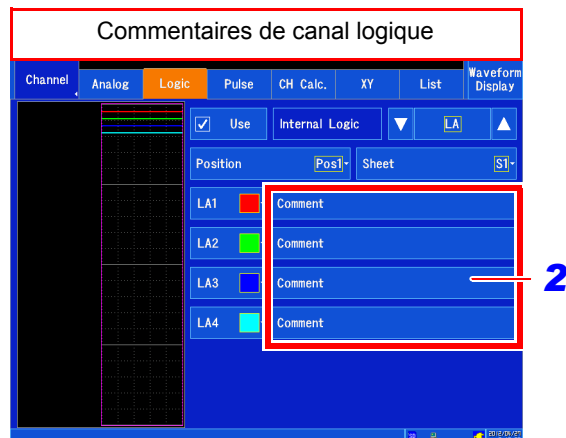 Commentaires de canal logique
Channel Analog Logic Pulse CH Calc. XY List Waveform Display
Use Internal Logic LA
Position Pos1 Sheet S1
LA1 Comment
LA2 Comment
2
LA3 Comment
LA4 Comment